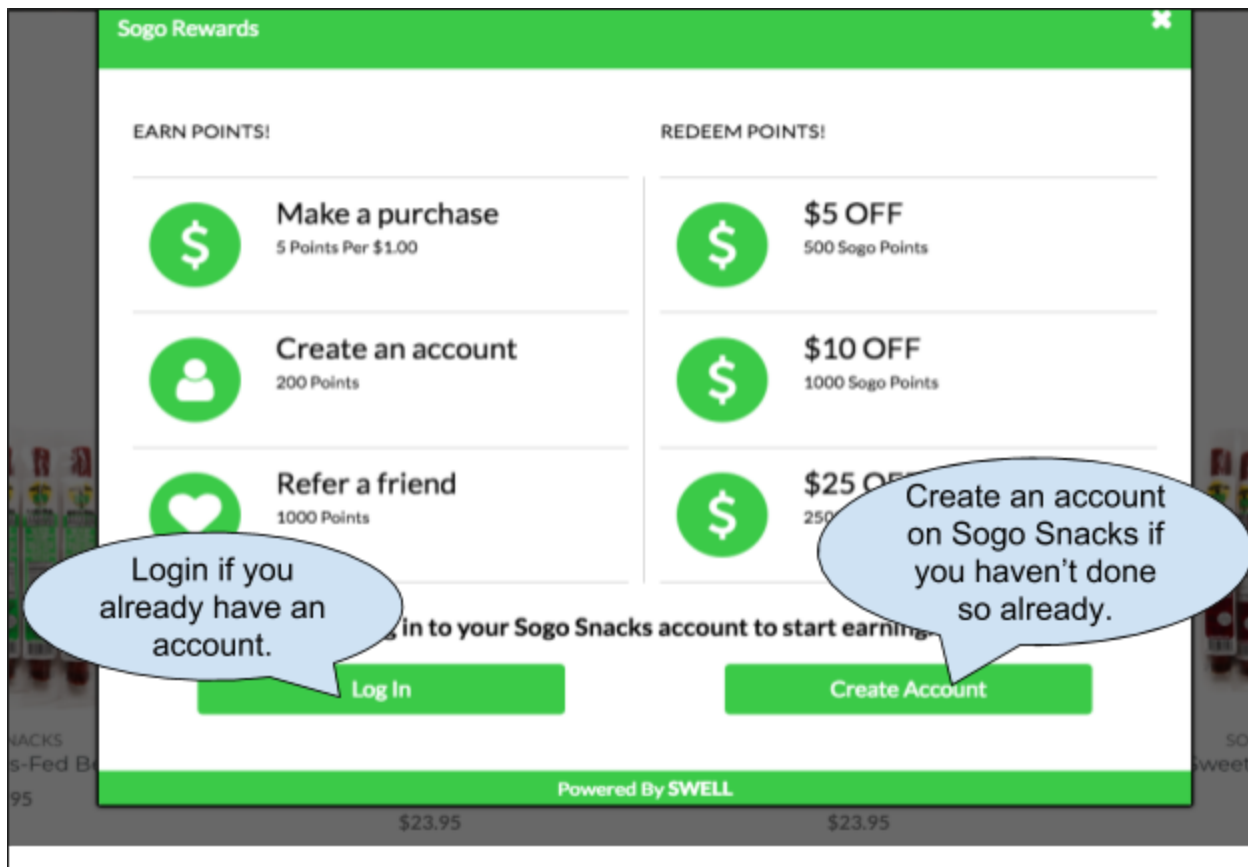 Sogo Rewards
EARN POINTS!
Make a purchase
5 Points Per $1.00
Create an account
200 Points
Refer a friend
1000 Points
REDEEM POINTS!
$5 OFF
500 Sogo Points
$10 OFF
1000 Sogo Points
$25
Create an account
on Sogo Snacks if
you haven't done
so already.
Login if you
already have an
account.
in to your Sogo Snacks account to start
Log In
Create Account
Powered By SWELL
$23.95
$23.95